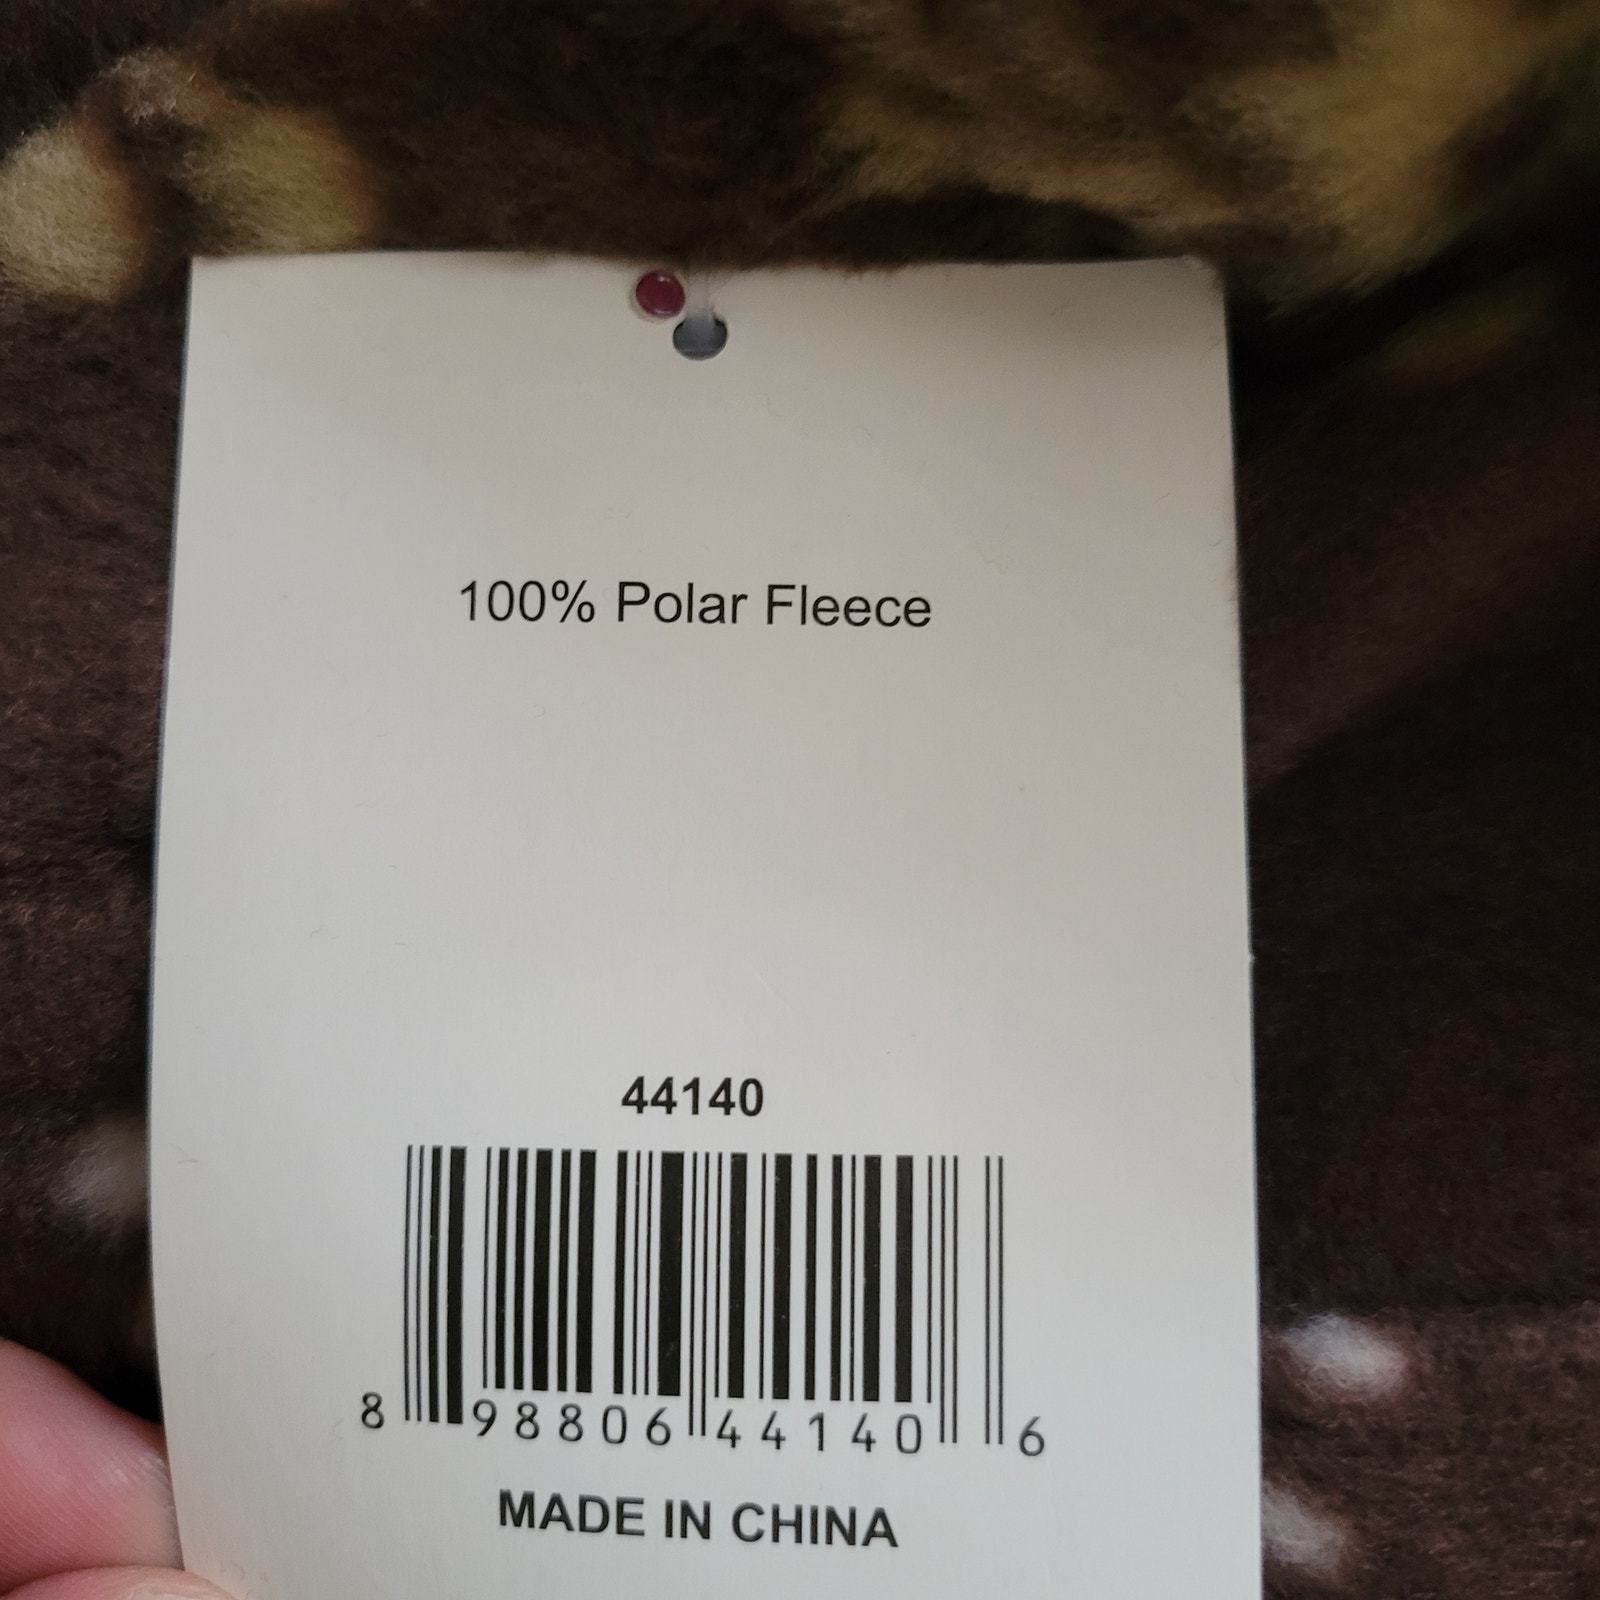 100% Polar Fleece
44140
8 98806 44140 6
MADE IN CHINA